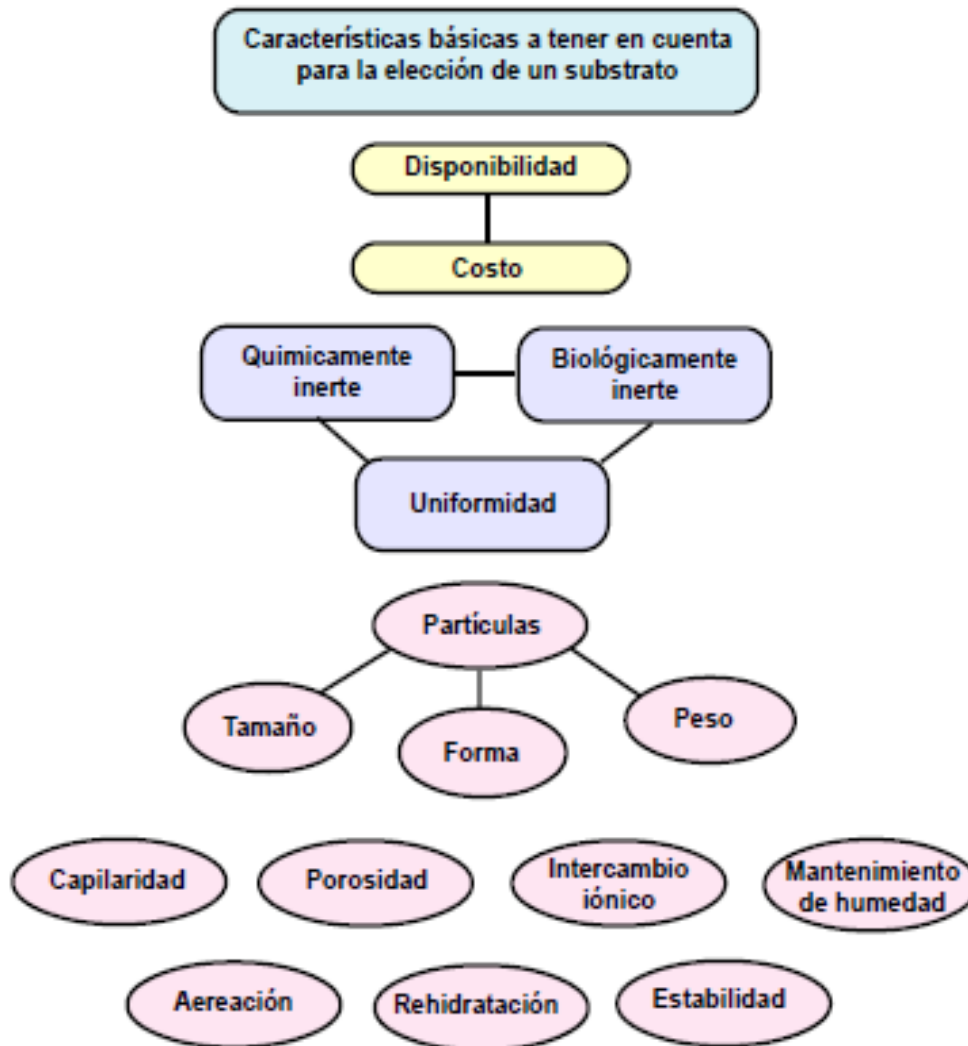 Características básicas a tener en cuenta
para la elección de un substrato
Disponibilidad
Costo
Quimicamente
inerte
Biológicamente
inerte
Uniformidad
Partículas
Tamaño
Forma
Peso
Capilaridad
Porosidad
Intercambio
iónico
Mantenimiento
de humedad
Aereación
Rehidratación
Estabilidad